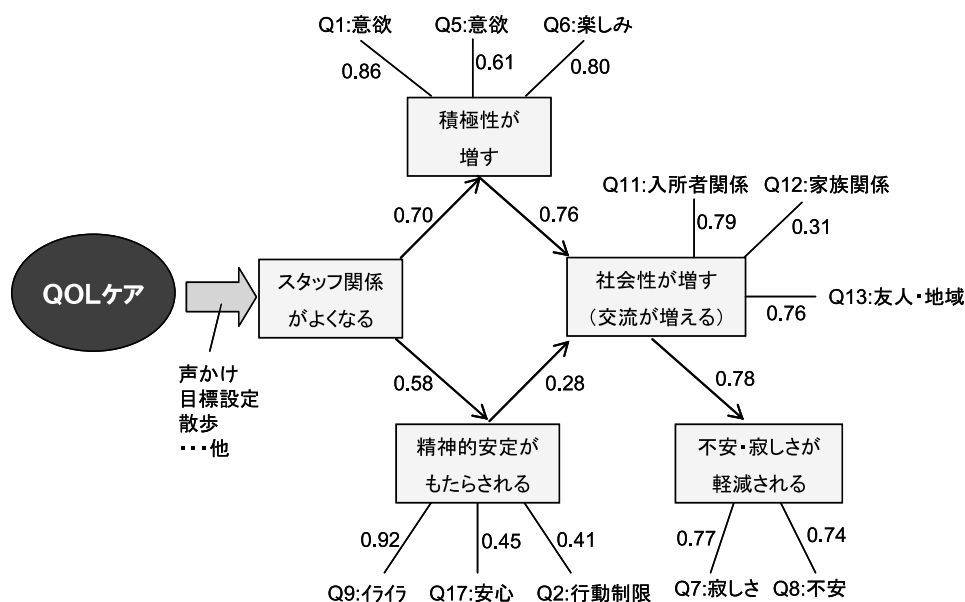 Q1:意欲
Q5:意欲
Q6:楽しみ
0.86
0.61
0.80
積極性が
増す
Q11:入所者関係
Q12:家族関係
0.70
0.76
0.79
0.31
QOLケア
スタッフ関係
がよくなる
社会性が増す
(交流が増える)
Q13:友人・地域
0.76
声かけ
目標設定
散歩
・・・他
0.58
0.28
0.78
精神的安定が
もたらされる
不安・寂しさが
軽減される
0.92
0.45
0.41
0.77
0.74
Q9:イライラ
Q17:安心
Q2:行動制限
Q7:寂しさ
Q8:不安